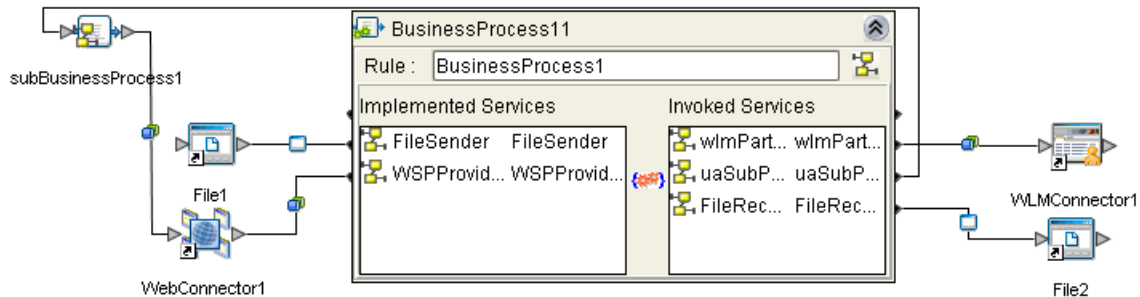 BusinessProcess11
Rule : BusinessProcess1
subBusinessProcess1
Implemented Services Invoked Services
FileSender FileSender wlmPart... wlmPart...
WSPProvid... WSPProvid... uaSubP... uaSubP...
FileRec... FileRec...
File1
WLMConnector1
WebConnector1
File2